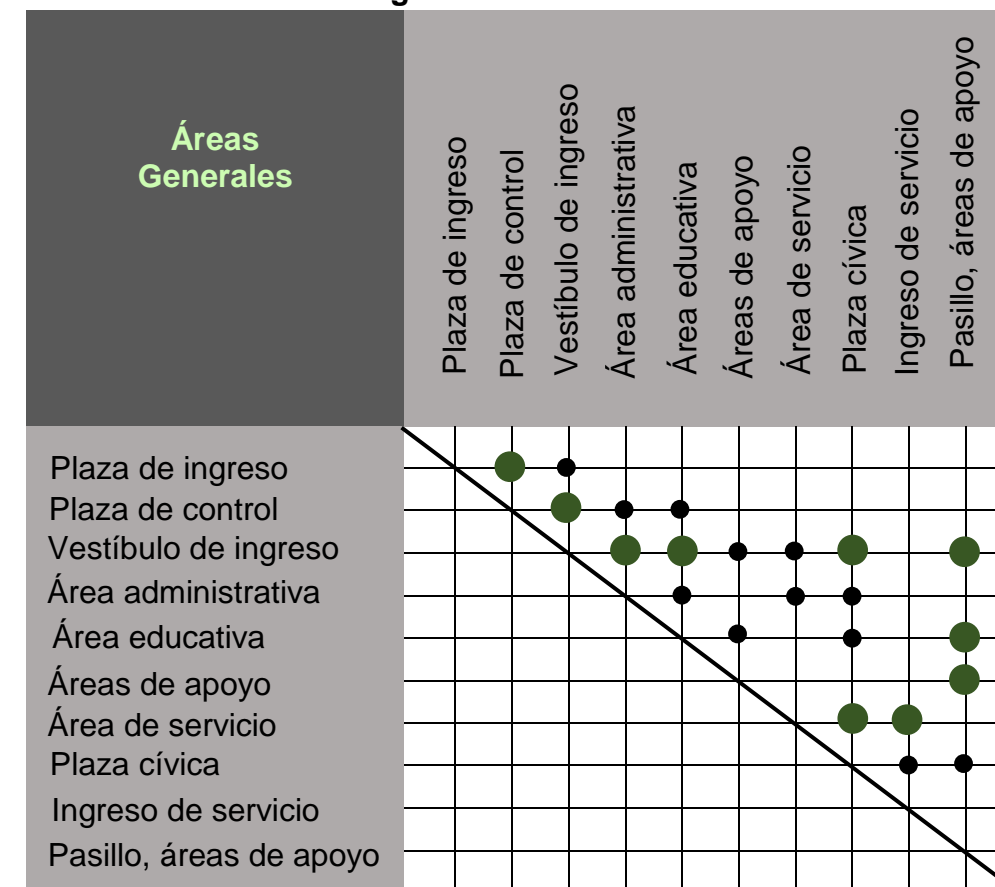 Áreas
Generales
Plaza de ingreso
Plaza de control
Vestíbulo de ingreso
Área administrativa
Área educativa
Áreas de apoyo
Área de servicio
Plaza cívica
Ingreso de servicio
Pasillo, áreas de apoyo
Plaza de ingreso
Plaza de control
Vestíbulo de ingreso
Área administrativa
Área educativa
Áreas de apoyo
Área de servicio
Plaza cívica
Ingreso de servicio
Pasillo, áreas de apoyo